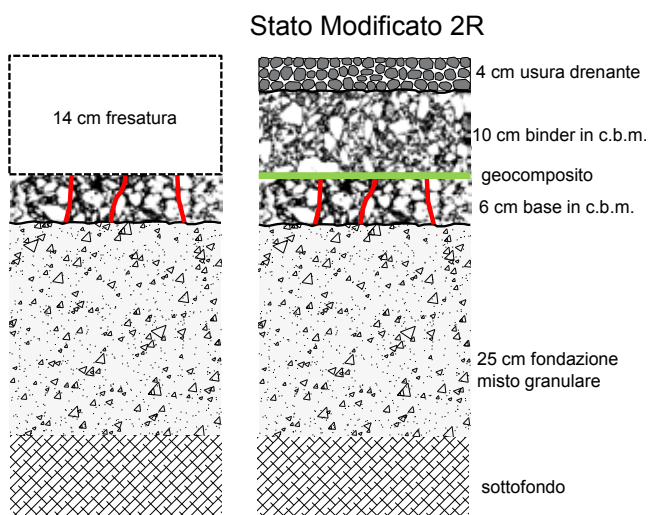 Stato Modificato 2R
14 cm fresatura
4 cm usura drenante
10 cm binder in c.b.m.
geocomposito
6 cm base in c.b.m.
25 cm fondazione
misto granulare
sottofondo